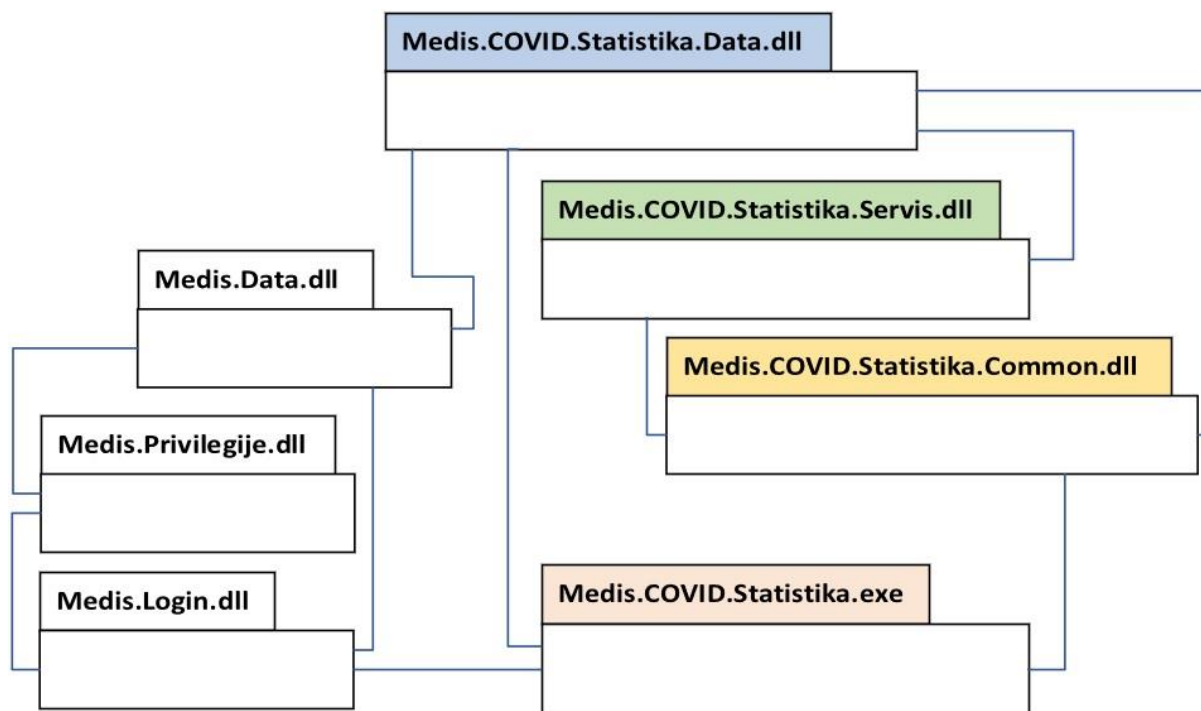 Medis.COVID.Statistika.Data.dll
Medis.COVID.Statistika.Servis.dll
Medis.Data.dll
Medis.COVID.Statistika.Common.dll
Medis.Privilegije.dll
Medis.Login.dll
Medis.COVID.Statistika.exe